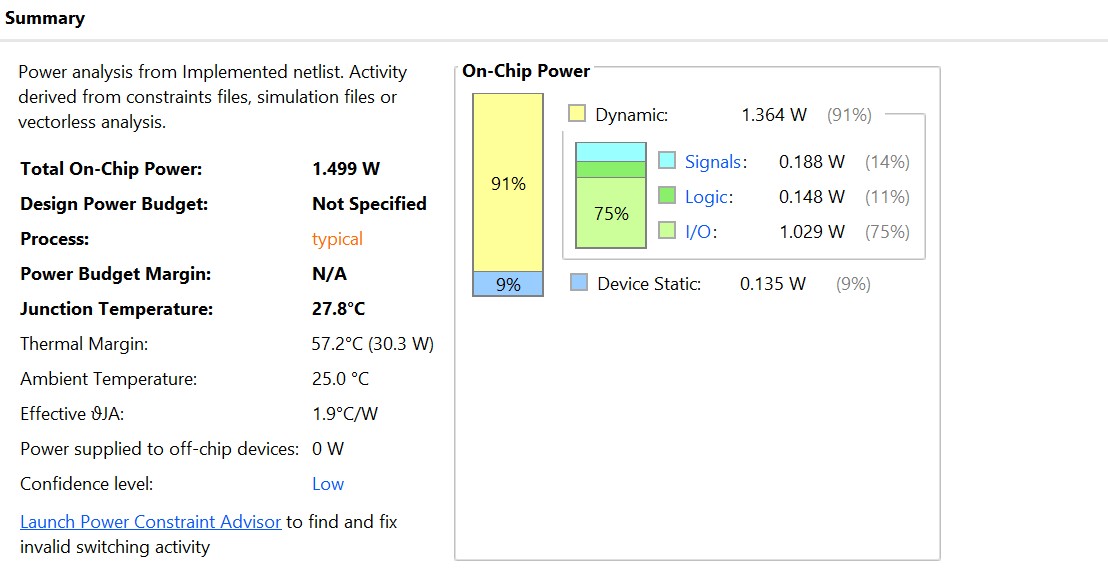 Summary
Power analysis from Implemented netlist. Activity
derived from constraints files, simulation files or
vectorless analysis.
Total On-Chip Power: 1.499 W
Design Power Budget: Not Specified
Process: typical
Power Budget Margin: N/A
Junction Temperature: 27.8°C
Thermal Margin: 57.2°C (30.3 W)
Ambient Temperature: 25.0 °C
Effective ϑJA: 1.9°C/W
Power supplied to off-chip devices: 0 W
Confidence level: Low
Launch Power Constraint Advisor to find and fix
invalid switching activity
On-Chip Power
91%
9%
Dynamic: 1.364 W (91%)
75%
Signals: 0.188 W (14%)
Logic: 0.148 W (11%)
I/O: 1.029 W (75%)
Device Static: 0.135 W (9%)